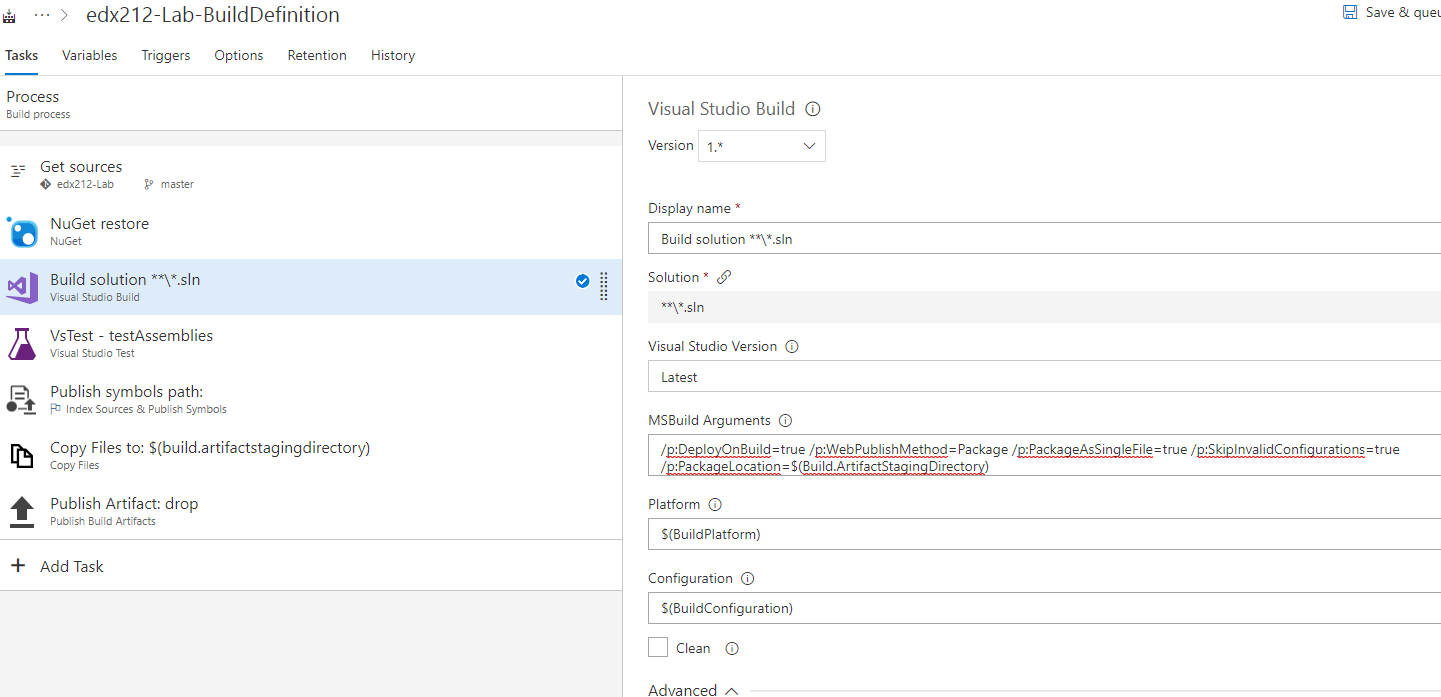 ··· > edx212-Lab-BuildDefinition
Save & queu
Tasks Variables Triggers Options Retention History
Process
Build process
Get sources
edx212-Lab master
NuGet restore
NuGet
Build solution **\*.sln
Visual Studio Build
VsTest - testAssemblies
Visual Studio Test
Publish symbols path:
Index Sources & Publish Symbols
Copy Files to: $(build.artifactstagingdirectory)
Copy Files
Publish Artifact: drop
Publish Build Artifacts
+ Add Task
Visual Studio Build
Version 1.*
Display name *
Build solution **\*.sln
Solution *
**\*.sln
Visual Studio Version
Latest
MSBuild Arguments
/p:DeployOnBuild=true /p:WebPublishMethod=Package /p:PackageAsSingleFile=true /p:SkipInvalidConfigurations=true
/p:PackageLocation=$(Build.ArtifactStagingDirectory)
Platform
$(BuildPlatform)
Configuration
$(BuildConfiguration)
Clean
Advanced